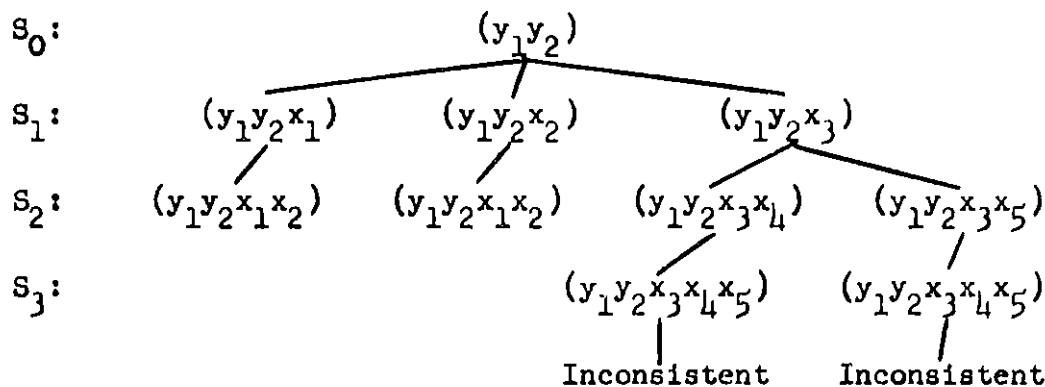 S₀: (y₁y₂)
S₁: (y₁y₂x₁) (y₁y₂x₂) (y₁y₂x₃)
S₂: (y₁y₂x₁x₂) (y₁y₂x₁x₂) (y₁y₂x₃x₄) (y₁y₂x₃x₅)
S₃: (y₁y₂x₃x₄x₅) (y₁y₂x₃x₄x₅)
Inconsistent Inconsistent